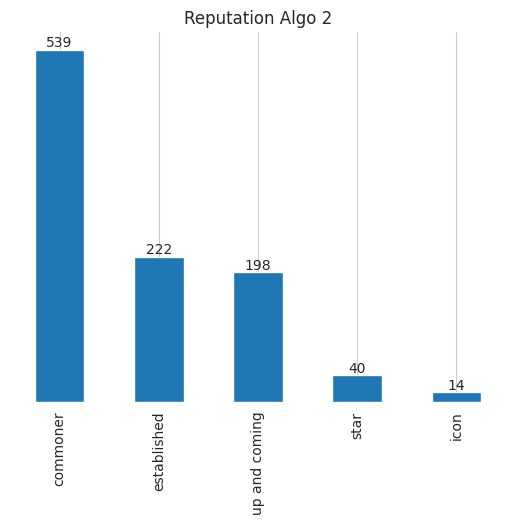 Reputation Algo 2
539
222
198
40
14
commoner
established
up and coming
star
icon